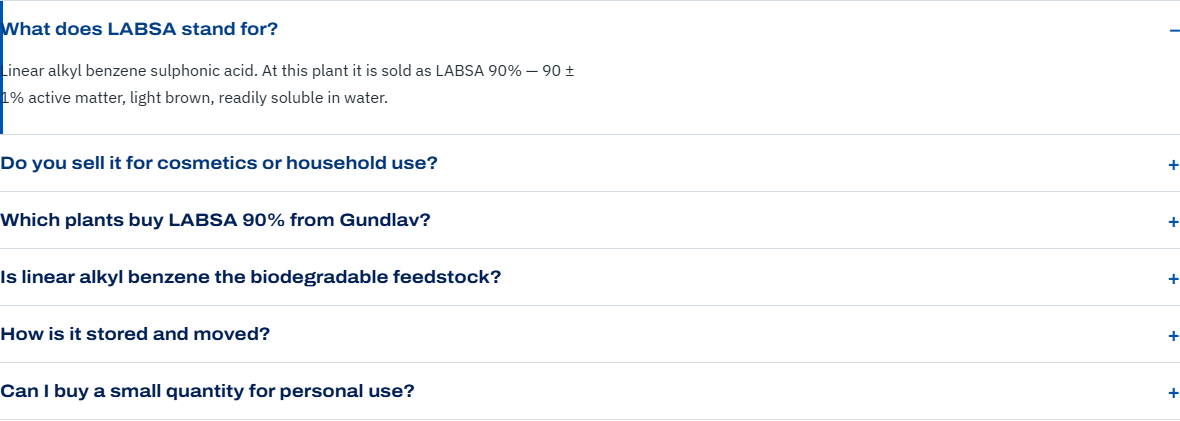 What does LABSA stand for?
–
Linear alkyl benzene sulphonic acid. At this plant it is sold as LABSA 90% — 90 ±
1% active matter, light brown, readily soluble in water.
Do you sell it for cosmetics or household use?
+
Which plants buy LABSA 90% from Gundlav?
+
Is linear alkyl benzene the biodegradable feedstock?
+
How is it stored and moved?
+
Can I buy a small quantity for personal use?
+